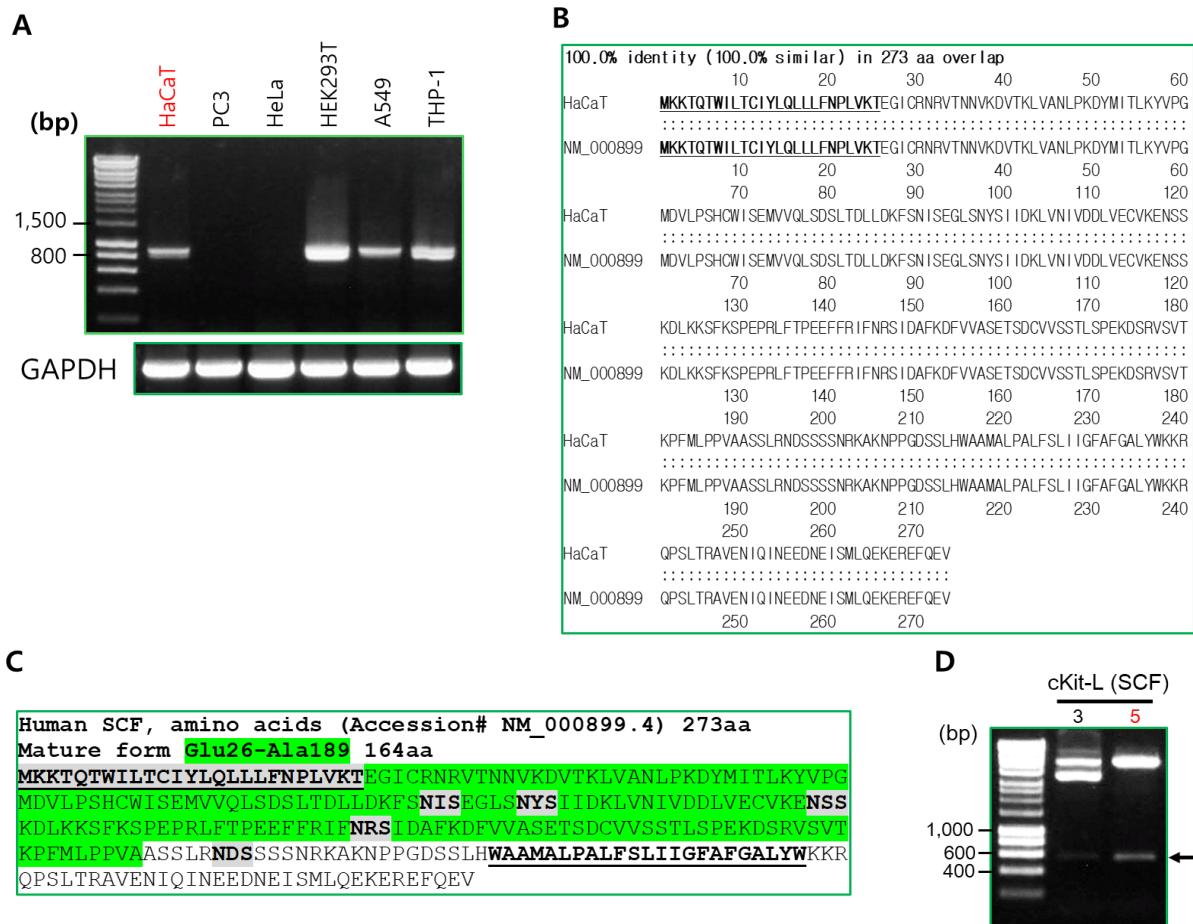 A
HaCaT PC3 HeLa HEK293T A549 THP-1
(bp)
1,500
800
GAPDH
B
100.0% identity (100.0% similar) in 273 aa overlap
10 20 30 40 50 60
HaCaT MKKTQTWILTCIYLQLLLFNPLVKTEGICRNRVTNNVKDVTKLVANLPKDYMITLKYVPG
::::::::::::::::::::::::::::::::::::::::::::::::::::::::::::
NM_000899 MKKTQTWILTCIYLQLLLFNPLVKTEGICRNRVTNNVKDVTKLVANLPKDYMITLKYVPG
10 20 30 40 50 60
70 80 90 100 110 120
HaCaT MDVLPSHCWISEMVVQLSDSLTDLLDKFSNISEGLSNYSIIDKLVNIVDDLVECVKENSS
::::::::::::::::::::::::::::::::::::::::::::::::::::::::::::
NM_000899 MDVLPSHCWISEMVVQLSDSLTDLLDKFSNISEGLSNYSIIDKLVNIVDDLVECVKENSS
70 80 90 100 110 120
130 140 150 160 170 180
HaCaT KDLKKSFKSPEPRLFTPEEFFRIFNRSIDAFKDFVVASETSDCVVSSTLSPEKDSRVSVT
::::::::::::::::::::::::::::::::::::::::::::::::::::::::::::
NM_000899 KDLKKSFKSPEPRLFTPEEFFRIFNRSIDAFKDFVVASETSDCVVSSTLSPEKDSRVSVT
130 140 150 160 170 180
190 200 210 220 230 240
HaCaT KPFMLPPVAASSLRNDSSSSNRKAKNPPGDSSLHWAAMALPALFSLIIGFAFGALYWKKR
::::::::::::::::::::::::::::::::::::::::::::::::::::::::::::
NM_000899 KPFMLPPVAASSLRNDSSSSNRKAKNPPGDSSLHWAAMALPALFSLIIGFAFGALYWKKR
190 200 210 220 230 240
250 260 270
HaCaT QPSLTRAVENIQINEEDNEISMLQEKEREFQEV
:::::::::::::::::::::::::::::::::
NM_000899 QPSLTRAVENIQINEEDNEISMLQEKEREFQEV
250 260 270
C
Human SCF, amino acids (Accession# NM_000899.4) 273aa
Mature form Glu26-Ala189 164aa
MKKTQTWILTCIYLQLLLFNPLVKTEGICRNRVTNNVKDVTKLVANLPKDYMITLKYVPG
MDVLPSHCWISEMVVQLSDSLTDLLDKFSNISEGLSNYSIIDKLVNIVDDLVECVKENSS
KDLKKSFKSPEPRLFTPEEFFRIFNRSIDAFKDFVVASETSDCVVSSTLSPEKDSRVSVT
KPFMLPPVAASSLRNDSSSSNRKAKNPPGDSSLHWAAMALPALFSLIIGFAFGALYWKKR
QPSLTRAVENIQINEEDNEISMLQEKEREFQEV
D
cKit-L (SCF)
3 5
(bp)
1,000
600
400